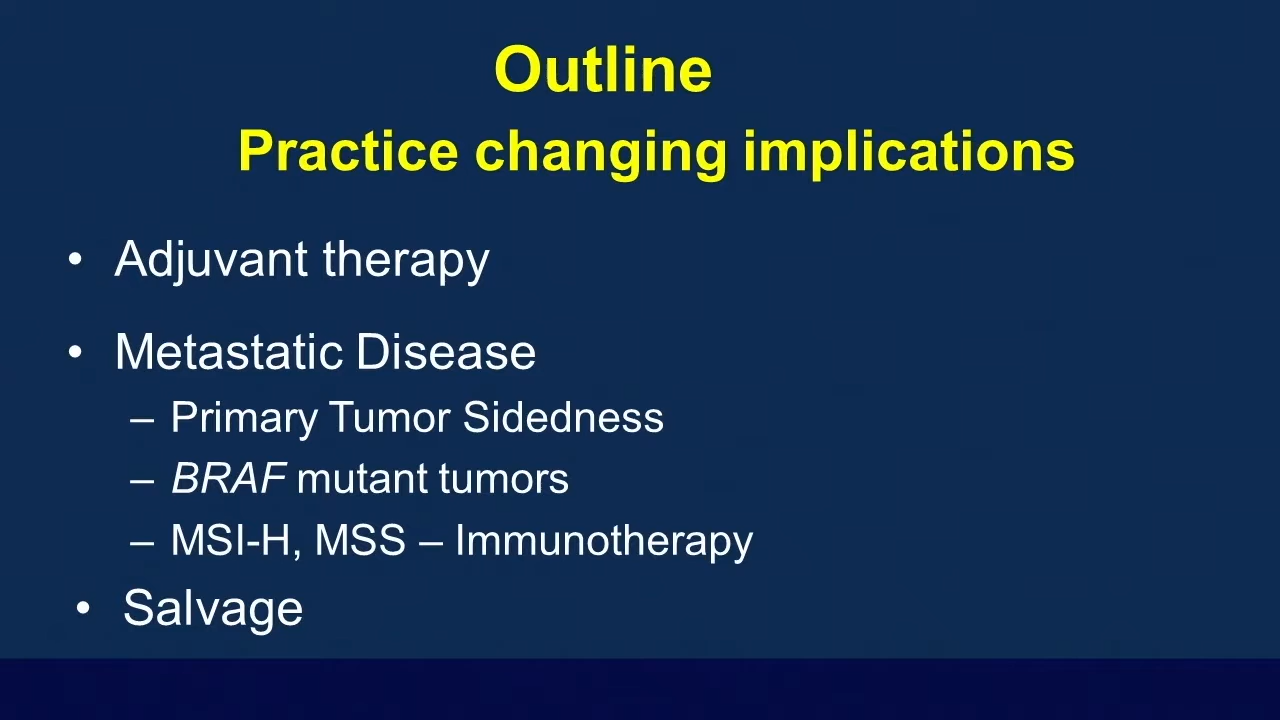 Outline
Practice changing implications
• Adjuvant therapy
• Metastatic Disease
– Primary Tumor Sidedness
– BRAF mutant tumors
– MSI-H, MSS – Immunotherapy
• Salvage